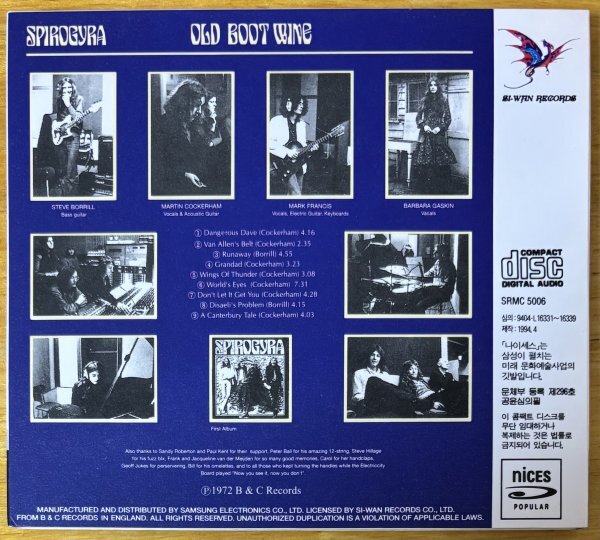 SPIROGYRA OLD BOOT WINE
STEVE BORRILL
Bass guitar
MARTIN COCKERHAM
Vocals & Acoustic Guitar
MARK FRANCIS
Vocals, Electric Guitar, Keyboards
BARBARA GASKIN
Vocals
① Dangerous Dave (Cockerham) 4.16
② Van Allen's Belt (Cockerham) 2.35
③ Runaway (Borrill) 4.55
④ Grandad (Cockerham) 3.23
⑤ Wings Of Thunder (Cockerham) 3.08
⑥ World's Eyes (Cockerham) 7.31
⑦ Don't Let It Get You (Cockerham) 4.28
⑧ Disraeli's Problem (Borrill) 4.15
⑨ A Canterbury Tale (Cockerham) 4.03
SPIROGYRA
First Album
Also thanks to Sandy Roberton and Paul Kent for their support, Peter Ball for his amazing 12-string, Steve Hillage
for his fuzz blx, Frank and Jacqueline van der Meyden for so many good memories, Carol for her handclaps,
Geoff Jukes for perservering, Bill for his omelettes, and to all those who kept turning the handles while the Electricity
Board played "Now you see it, now you don't".
Ⓟ1972 B & C Records
MANUFACTURED AND DISTRIBUTED BY SAMSUNG ELECTRONICS CO., LTD. LICENSED BY SI-WAN RECORDS CO., LTD.
FROM B & C RECORDS IN ENGLAND. ALL RIGHTS RESERVED. UNAUTHORIZED DUPLICATION IS A VIOLATION OF APPLICABLE LAWS.
SI-WAN RECORDS
COMPACT
disc
DIGITAL AUDIO
SRMC 5006
심의 : 9404-L16331~16339
제작 : 1994. 4
「나이세스」는
삼성이 펼치는
미래 문화예술사업의
깃발입니다.
문체부 등록 제296호
공윤심의필
이 콤팩트 디스크를
무단 임대하거나
복제하는 것은 법률로
금지되어 있습니다.
nices
POPULAR